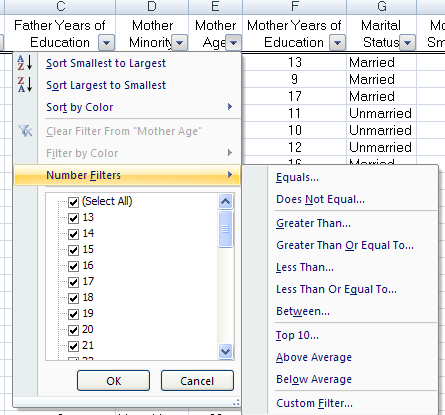 C D E F G
Father Years of Education Mother Minority Mother Age Mother Years of Education Marital Status Mo Sm
Sort Smallest to Largest
Sort Largest to Smallest
Sort by Color
Clear Filter From "Mother Age"
Filter by Color
Number Filters
(Select All)
13
14
15
16
17
18
19
20
21
OK Cancel
13 Married
9 Married
17 Married
11 Unmarried
10 Unmarried
12 Unmarried
16 Married
Equals...
Does Not Equal...
Greater Than...
Greater Than Or Equal To...
Less Than...
Less Than Or Equal To...
Between...
Top 10...
Above Average
Below Average
Custom Filter...